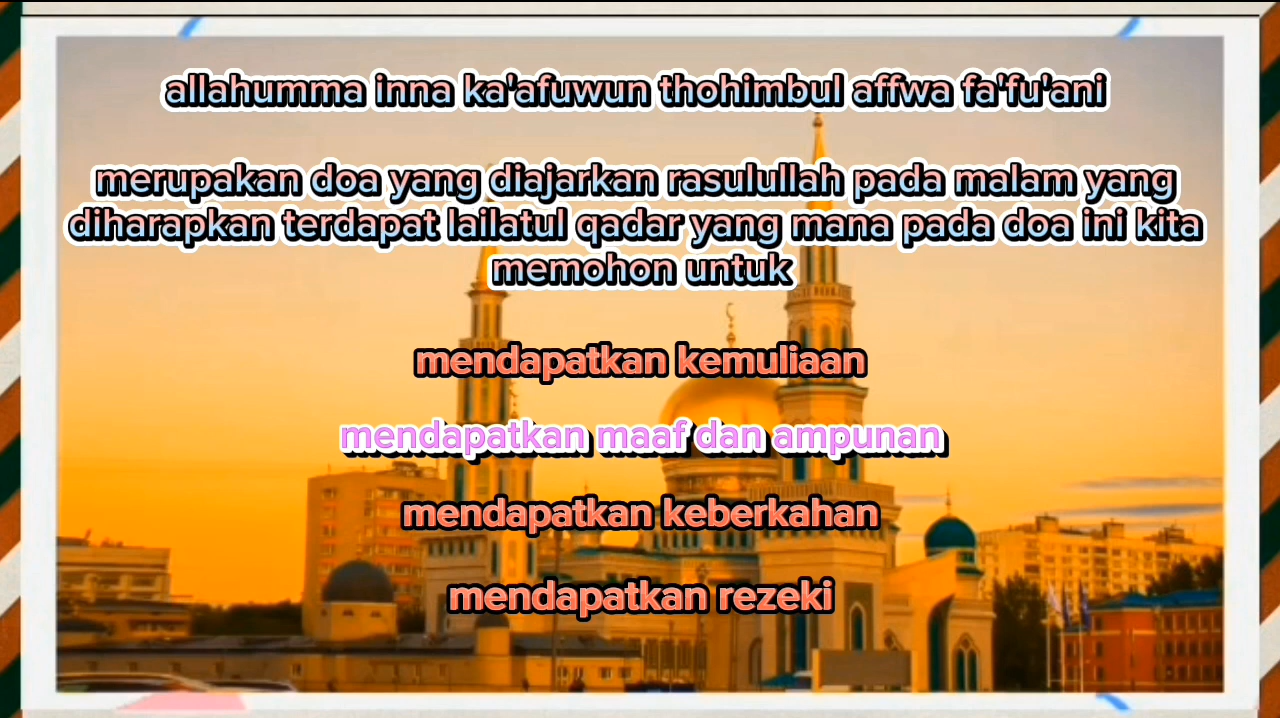 allahumma inna ka'afuwun thohimbul affwa fa'fu'ani
merupakan doa yang diajarkan rasulullah pada malam yang
diharapkan terdapat lailatul qadar yang mana pada doa ini kita
memohon untuk
mendapatkan kemuliaan
mendapatkan maaf dan ampunan
mendapatkan keberkahan
mendapatkan rezeki